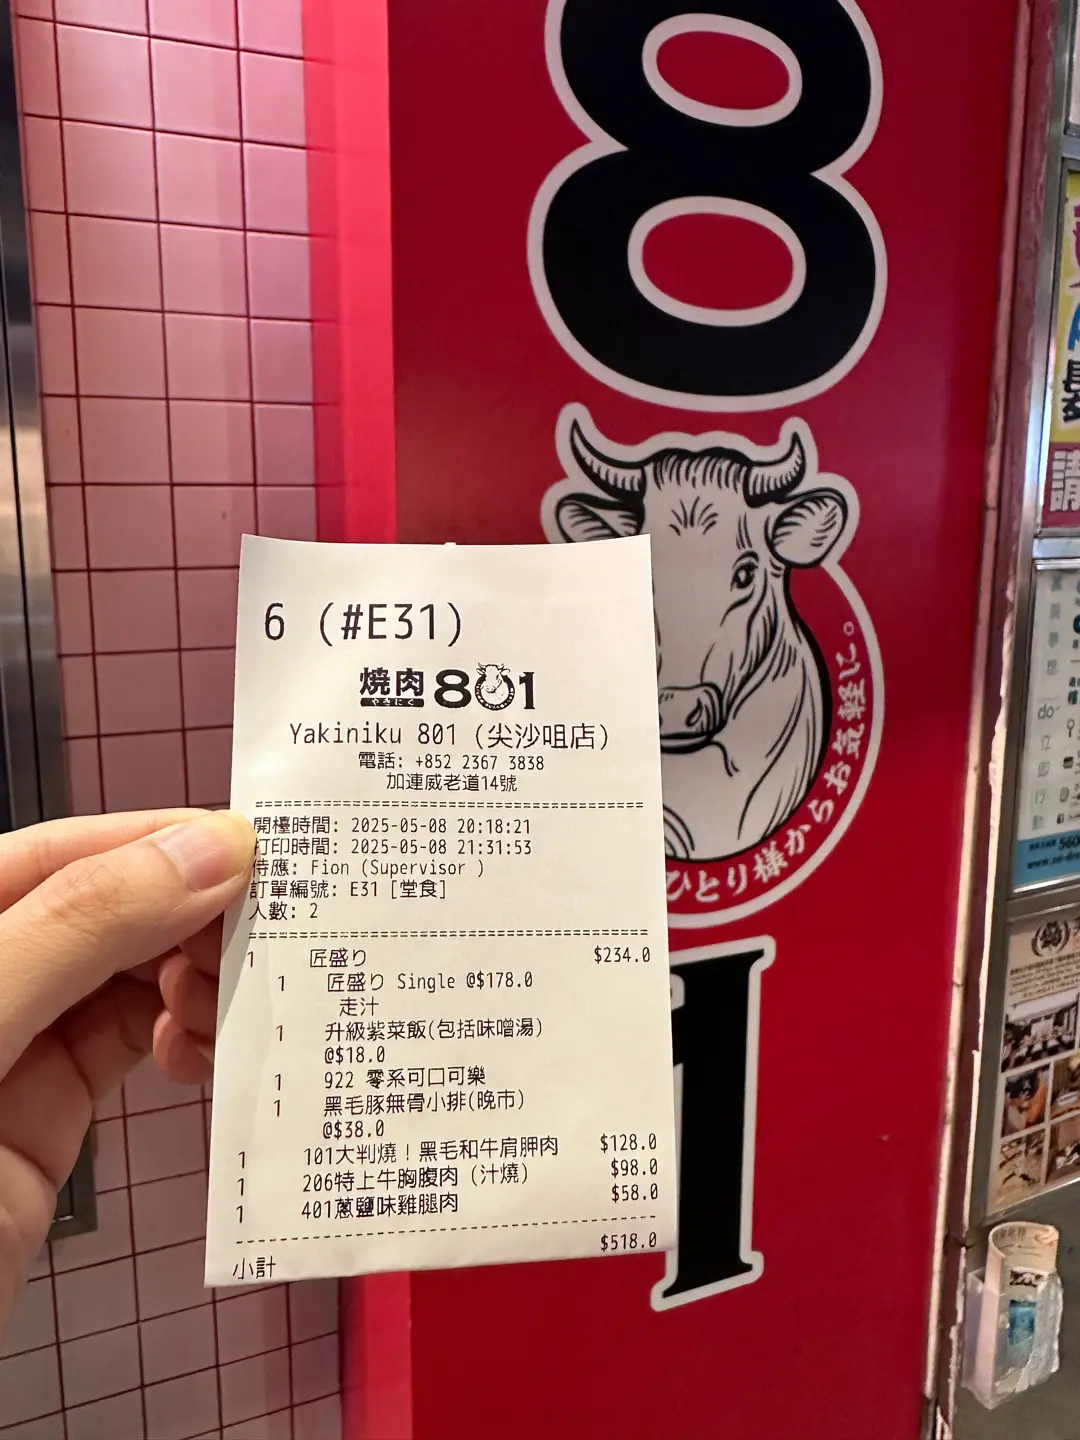 8
ひとり様からお気軽に。
1
請
do
6 (#E31)
焼肉 801
やきにく
Yakiniku 801 (尖沙咀店)
電話: +852 2367 3838
加連威老道14號
開檯時間: 2025-05-08 20:18:21
打印時間: 2025-05-08 21:31:53
侍應: Fion (Supervisor )
訂單編號: E31 [堂食]
人數: 2
1 匠盛り $234.0
1 匠盛り Single @$178.0
走汁
1 升級紫菜飯(包括味噌湯)
@$18.0
1 922 零系可口可樂
1 黑毛豚無骨小排(晚市)
@$38.0
1 101大判燒！黑毛和牛肩胛肉 $128.0
1 206特上牛胸腹肉 (汁燒) $98.0
1 401蔥鹽味雞腿肉 $58.0
小計 $518.0